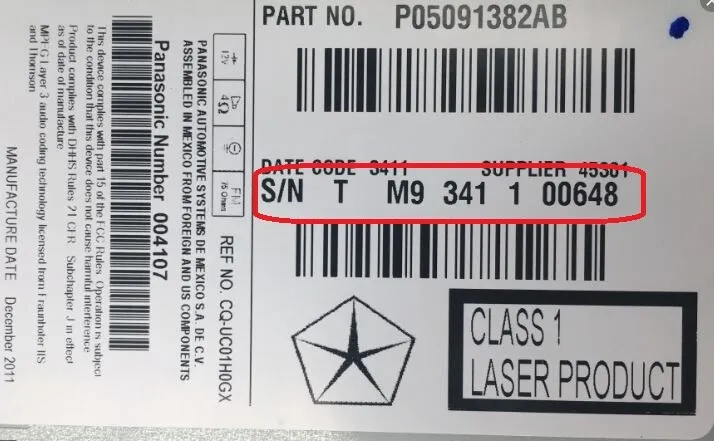 PART NO. P05091382AB
DATE CODE 3411 SUPPLIER 45361
S/N T M9 341 1 00648
CLASS 1
LASER PRODUCT
12V
4Ω
FM
75 Ohms
REF NO. CQ-UC01H0GX
PANASONIC AUTOMOTIVE SYSTEMS DE MEXICO S.A. DE C.V.
ASSEMBLED IN MEXICO FROM FOREIGN AND US COMPONENTS
Panasonic Number 004107
This device complies with part 15 of the FCC Rules. Operation is subject
to the condition that this device does not cause harmful interference
Product complies with DHHS Rules 21 CFR Subchapter J in effect
as of date of manufacture
MPEG Layer 3 audio coding technology licensed from Fraunhofer IIS
and Thomson
MANUFACTURE DATE December 2011